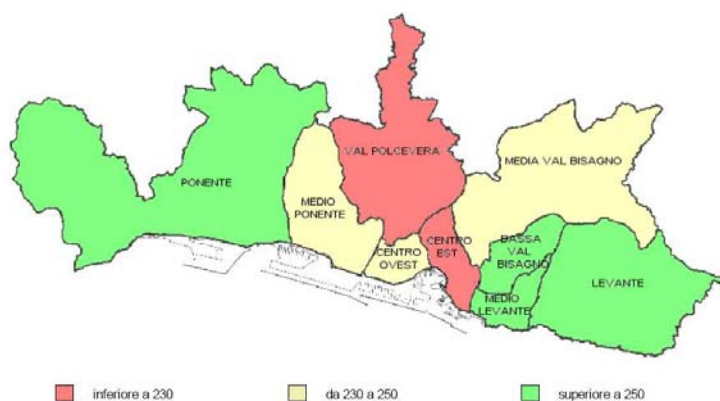 VAL POLCEVERA
MEDIA VAL BISAGNO
PONENTE
MEDIO
PONENTE
CENTRO
EST
BASSA
VAL
BISAGNO
CENTRO
OVEST
LEVANTE
MEDIO
LEVANTE
inferiore a 230
da 230 a 250
superiore a 250